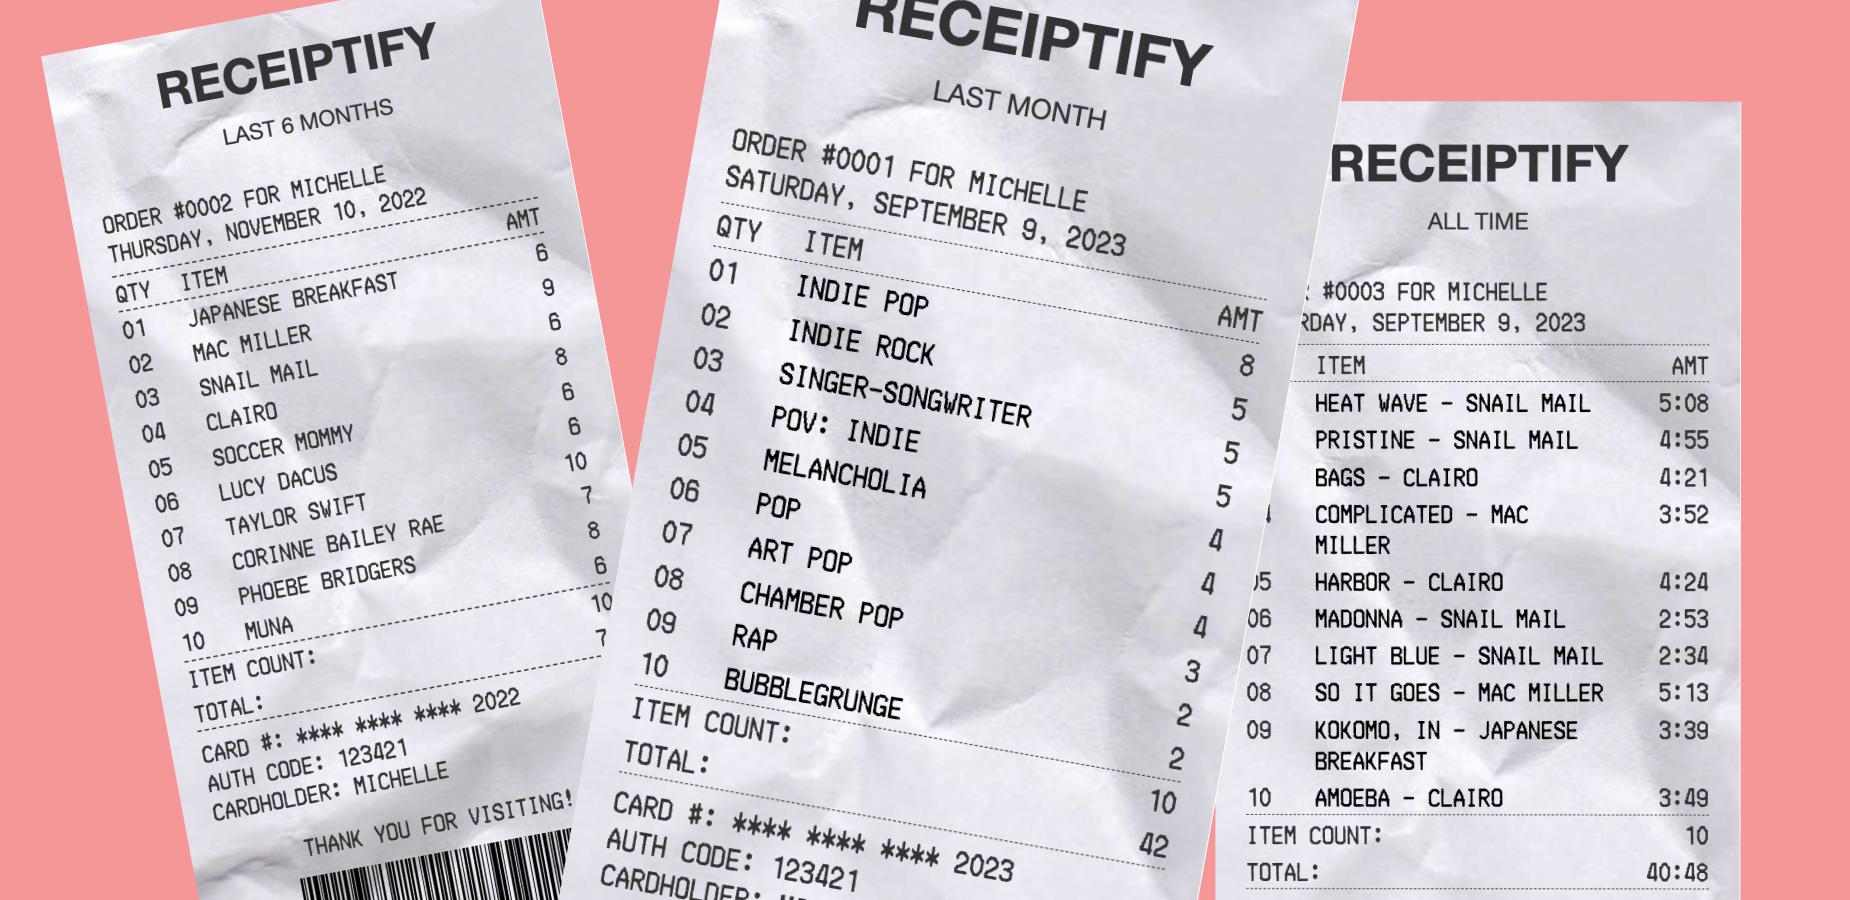 RECEIPTIFY
LAST 6 MONTHS
ORDER #0002 FOR MICHELLE
THURSDAY, NOVEMBER 10, 2022
QTY ITEM AMT
01 JAPANESE BREAKFAST 6
02 MAC MILLER 9
03 SNAIL MAIL 6
04 CLAIRO 8
05 SOCCER MOMMY 6
06 LUCY DACUS 6
07 TAYLOR SWIFT 10
08 CORINNE BAILEY RAE 7
09 PHOEBE BRIDGERS 8
10 MUNA 6
ITEM COUNT: 10
TOTAL: 7
CARD #: **** **** **** 2022
AUTH CODE: 123421
CARDHOLDER: MICHELLE
THANK YOU FOR VISITING!
RECEIPTIFY
LAST MONTH
ORDER #0001 FOR MICHELLE
SATURDAY, SEPTEMBER 9, 2023
QTY ITEM AMT
01 INDIE POP 8
02 INDIE ROCK 5
03 SINGER-SONGWRITER 5
04 POV: INDIE 5
05 MELANCHOLIA 4
06 POP 4
07 ART POP 4
08 CHAMBER POP 3
09 RAP 2
10 BUBBLEGRUNGE 2
ITEM COUNT: 10
TOTAL: 42
CARD #: **** **** **** 2023
AUTH CODE: 123421
CARDHOLDER:
RECEIPTIFY
ALL TIME
#0003 FOR MICHELLE
RDAY, SEPTEMBER 9, 2023
ITEM AMT
HEAT WAVE - SNAIL MAIL 5:08
PRISTINE - SNAIL MAIL 4:55
BAGS - CLAIRO 4:21
COMPLICATED - MAC 3:52
MILLER
05 HARBOR - CLAIRO 4:24
06 MADONNA - SNAIL MAIL 2:53
07 LIGHT BLUE - SNAIL MAIL 2:34
08 SO IT GOES - MAC MILLER 5:13
09 KOKOMO, IN - JAPANESE 3:39
BREAKFAST
10 AMOEBA - CLAIRO 3:49
ITEM COUNT: 10
TOTAL: 40:48